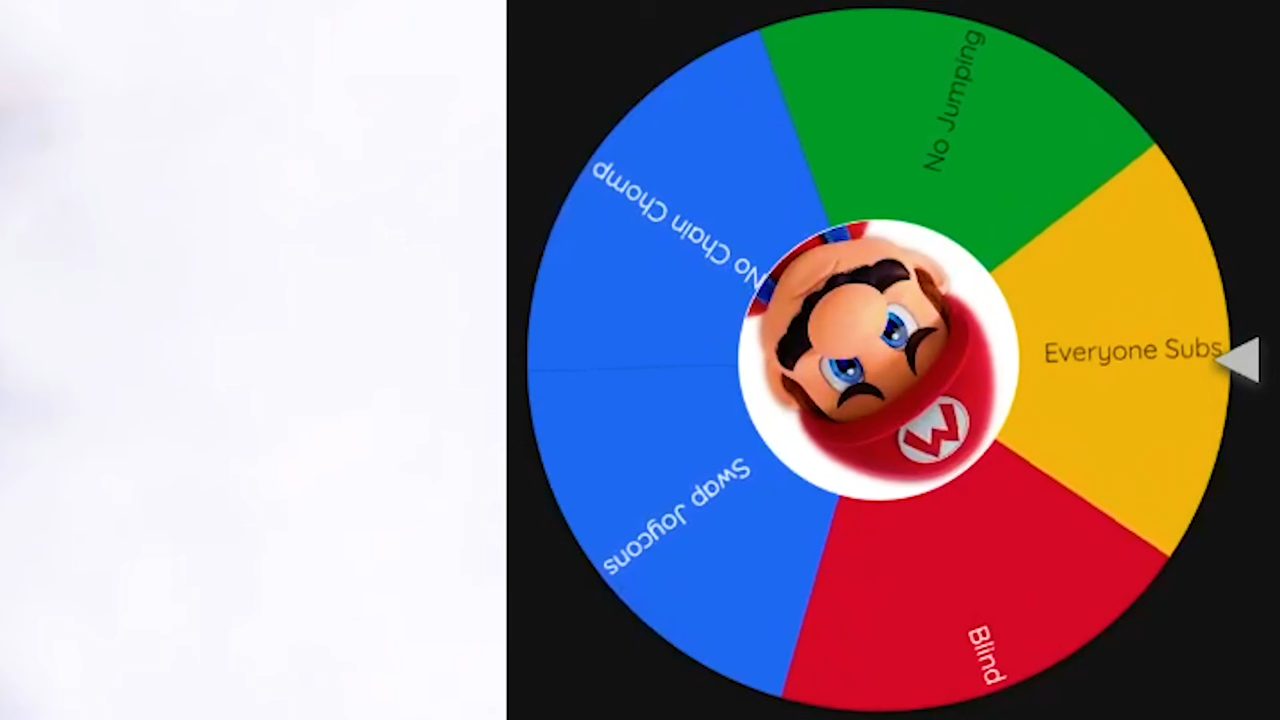 No Jumping
No Chain Chomp
Everyone Subs
Swap Joycons
Blind
M